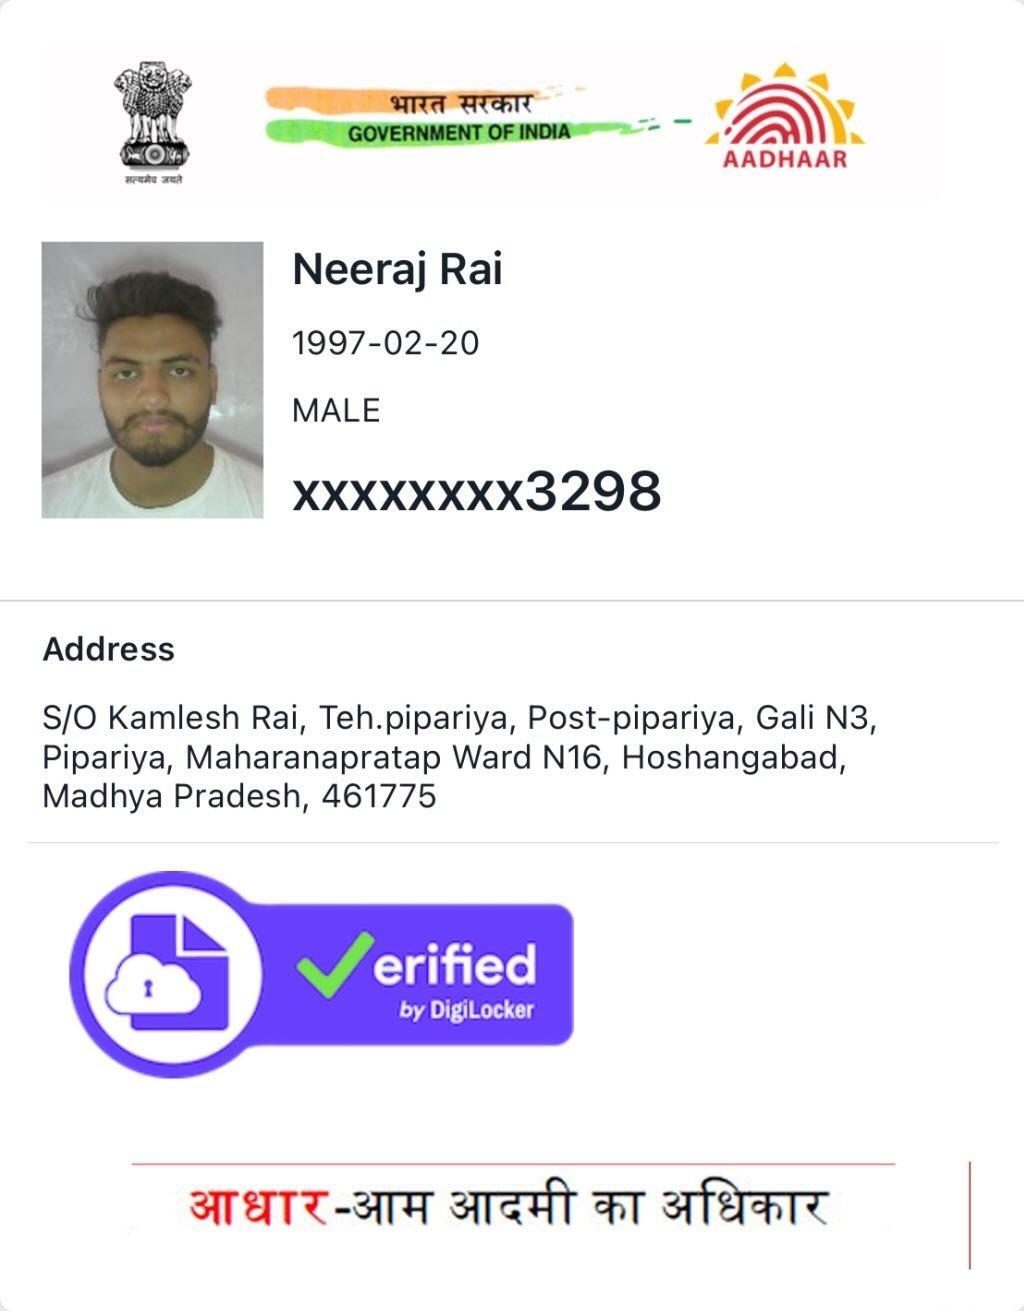 सत्यमेव जयते
भारत सरकार
GOVERNMENT OF INDIA
AADHAAR
Neeraj Rai
1997-02-20
MALE
xxxxxxxx3298
Address
S/O Kamlesh Rai, Teh.pipariya, Post-pipariya, Gali N3,
Pipariya, Maharanapratap Ward N16, Hoshangabad,
Madhya Pradesh, 461775
erified
by DigiLocker
आधार-आम आदमी का अधिकार